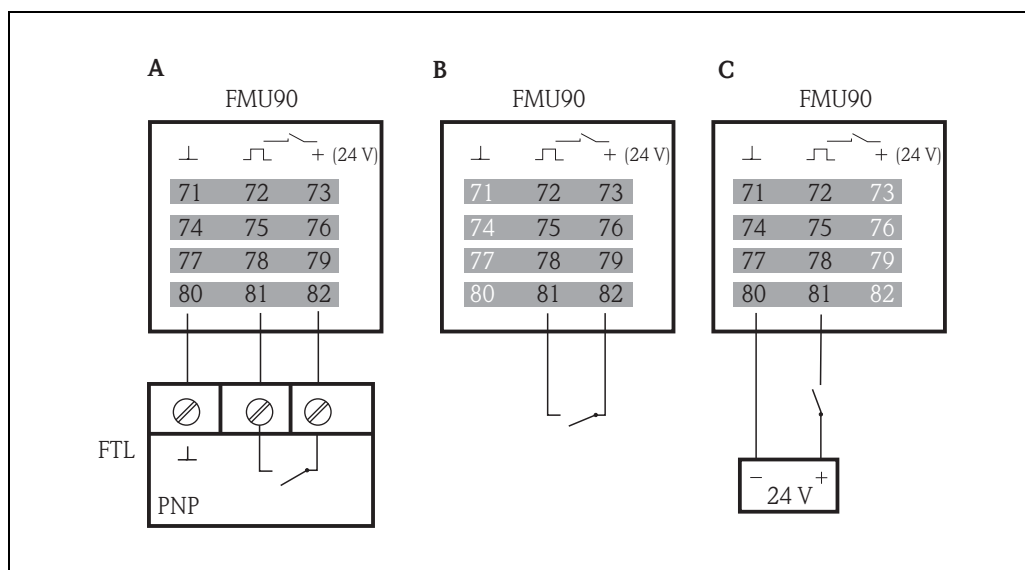 A
FMU90
+ (24 V)
71 72 73
74 75 76
77 78 79
80 81 82
FTL
PNP
B
FMU90
+ (24 V)
71 72 73
74 75 76
77 78 79
80 81 82
C
FMU90
+ (24 V)
71 72 73
74 75 76
77 78 79
80 81 82
− +
24 V